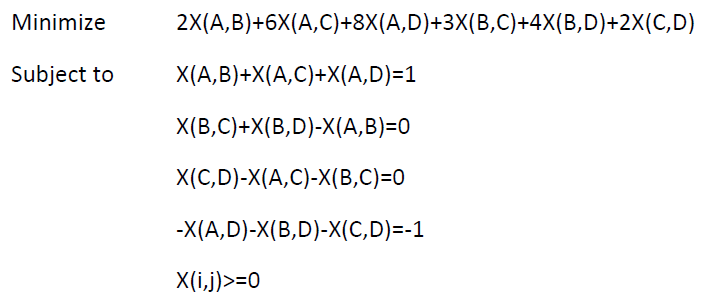 Minimize 2X(A,B)+6X(A,C)+8X(A,D)+3X(B,C)+4X(B,D)+2X(C,D)
Subject to X(A,B)+X(A,C)+X(A,D)=1
X(B,C)+X(B,D)-X(A,B)=0
X(C,D)-X(A,C)-X(B,C)=0
-X(A,D)-X(B,D)-X(C,D)=-1
X(i,j)>=0